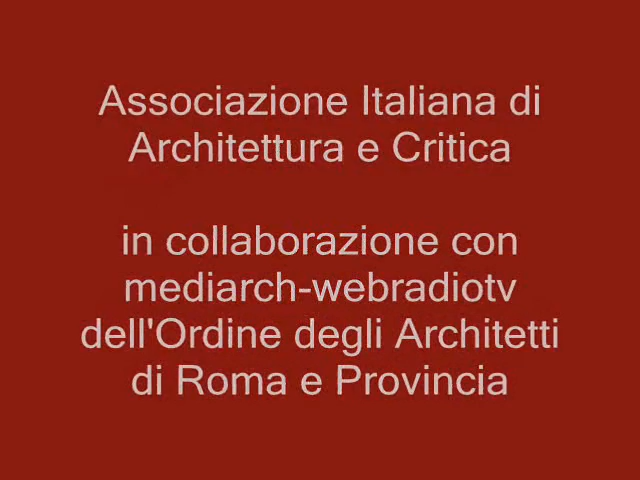 Associazione Italiana di
Architettura e Critica
in collaborazione con
mediarch-webradiotv
dell'Ordine degli Architetti
di Roma e Provincia